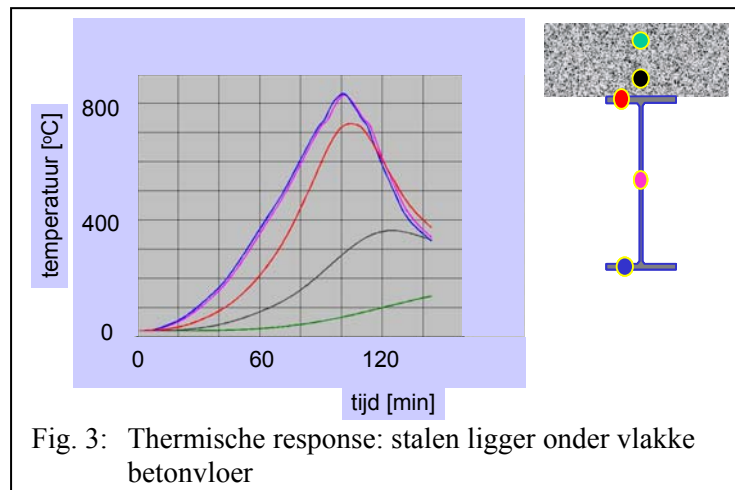 temperatuur [ºC]
800
400
0
0 60 120
tijd [min]
Fig. 3: Thermische response: stalen ligger onder vlakke
betonvloer